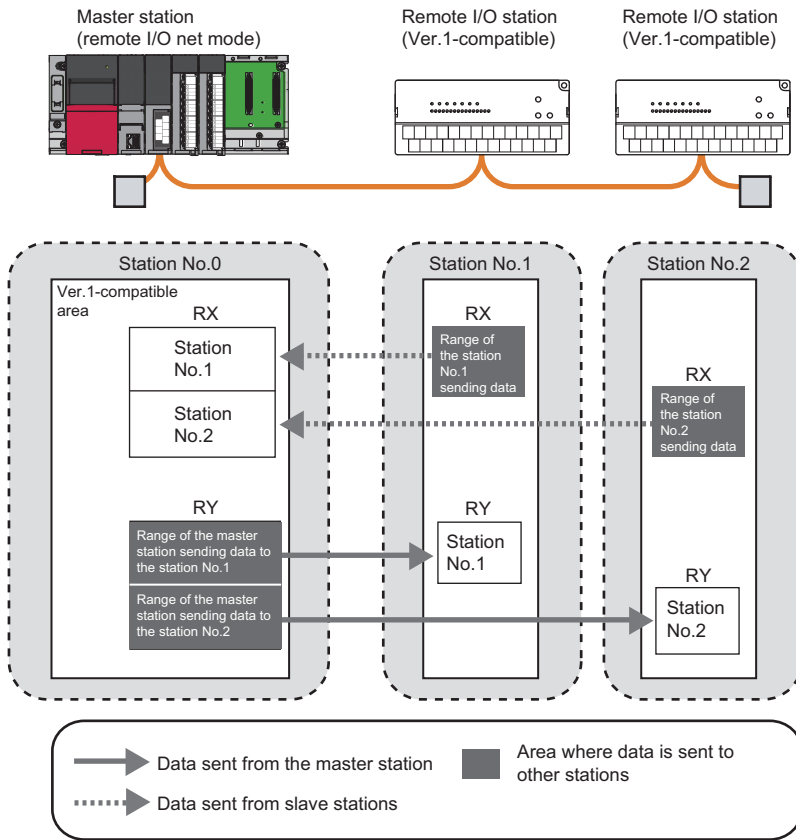 Master station
(remote I/O net mode)
Remote I/O station
(Ver.1-compatible)
Remote I/O station
(Ver.1-compatible)
Station No.0
Station No.1
Station No.2
Ver.1-compatible
area
RX
Station
No.1
Station
No.2
RX
Range of
the station
No.1
sending data
RX
Range of
the station
No.2
sending data
RY
Range of the master
station sending data to
the station No.1
Range of the master
station sending data to
the station No.2
RY
Station
No.1
RY
Station
No.2
Data sent from the master station
Data sent from slave stations
Area where data is sent to
other stations